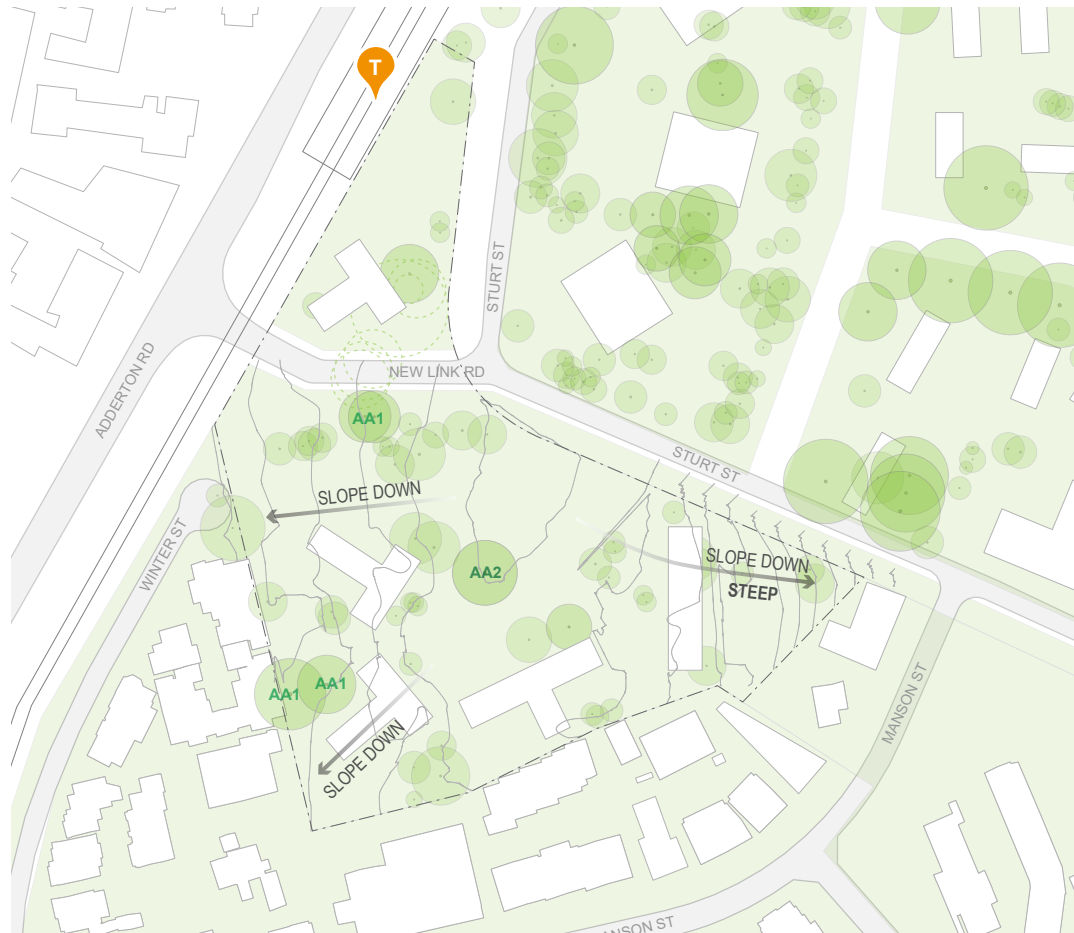 T
STURT ST
ADDERTON RD
NEW LINK RD
AA1
STURT ST
SLOPE DOWN
WINTER ST
SLOPE DOWN
STEEP
AA2
AA1
AA1
SLOPE DOWN
MANSON ST
MANSON ST